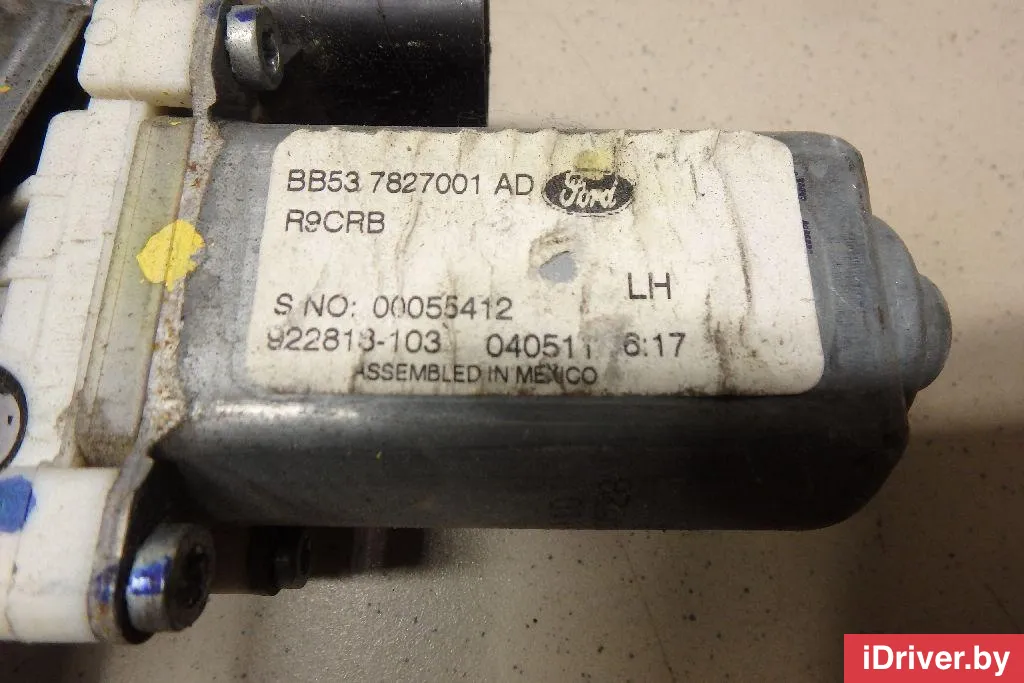 BB53 7827001 AD Ford
R9CRB
LH
S NO: 00055412
922813-103 040511 6:17
ASSEMBLED IN MEXICO
iDriver.by